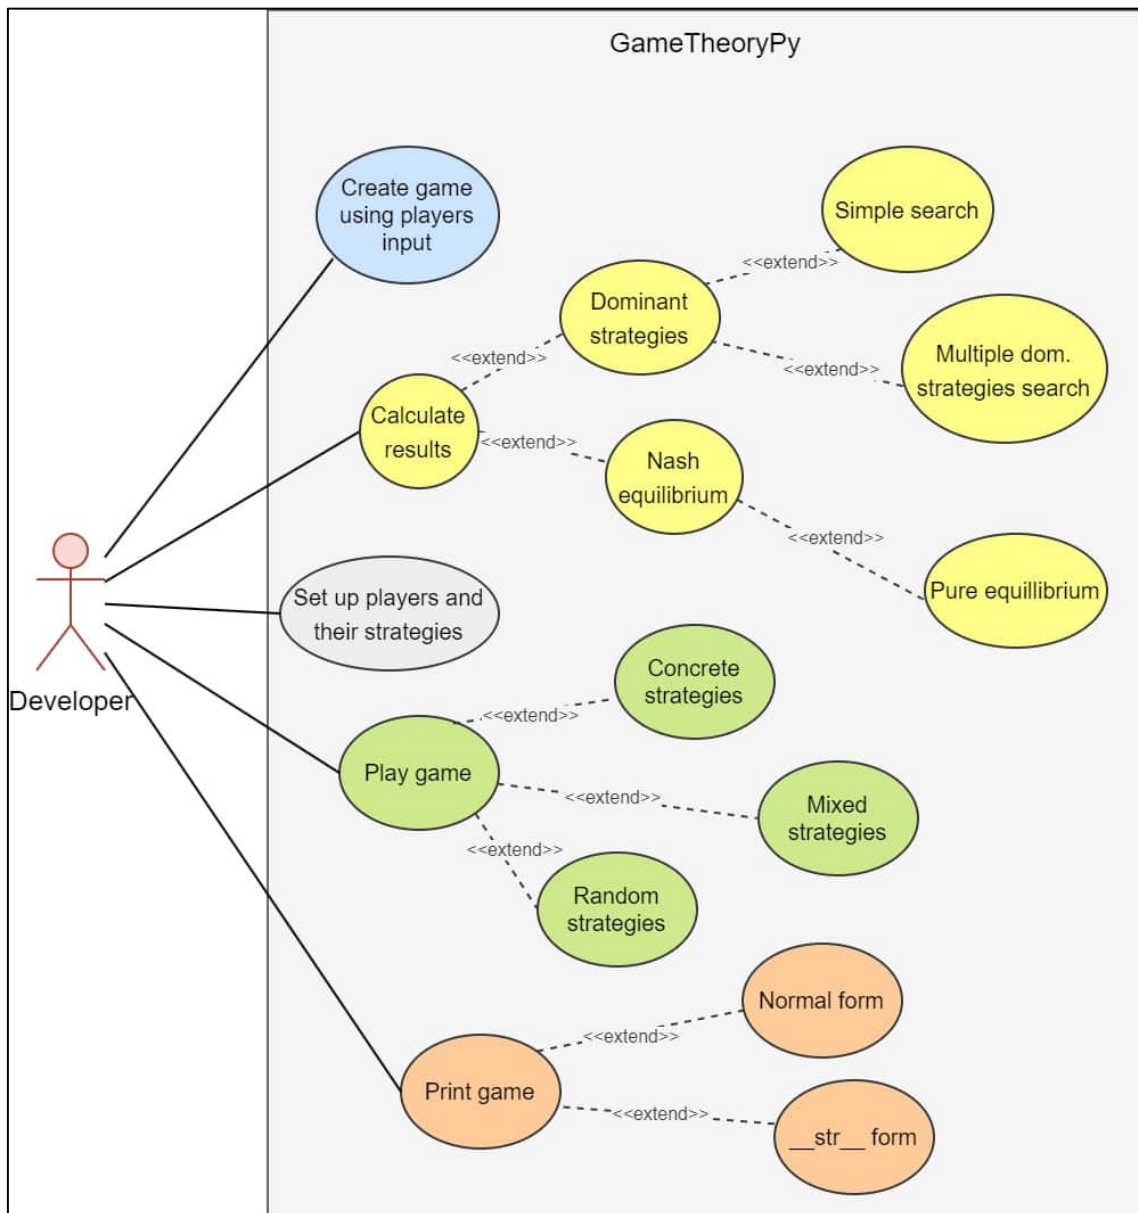 GameTheoryPy
Create game
using players
input
Simple search
<<extend>>
Dominant
strategies
<<extend>>
Multiple dom.
strategies search
<<extend>>
Calculate
results
<<extend>>
Nash
equilibrium
<<extend>>
Pure equillibrium
Set up players and
their strategies
Developer
Concrete
strategies
<<extend>>
Play game
<<extend>>
Mixed
strategies
<<extend>>
Random
strategies
Normal form
<<extend>>
Print game
<<extend>>
__str__ form